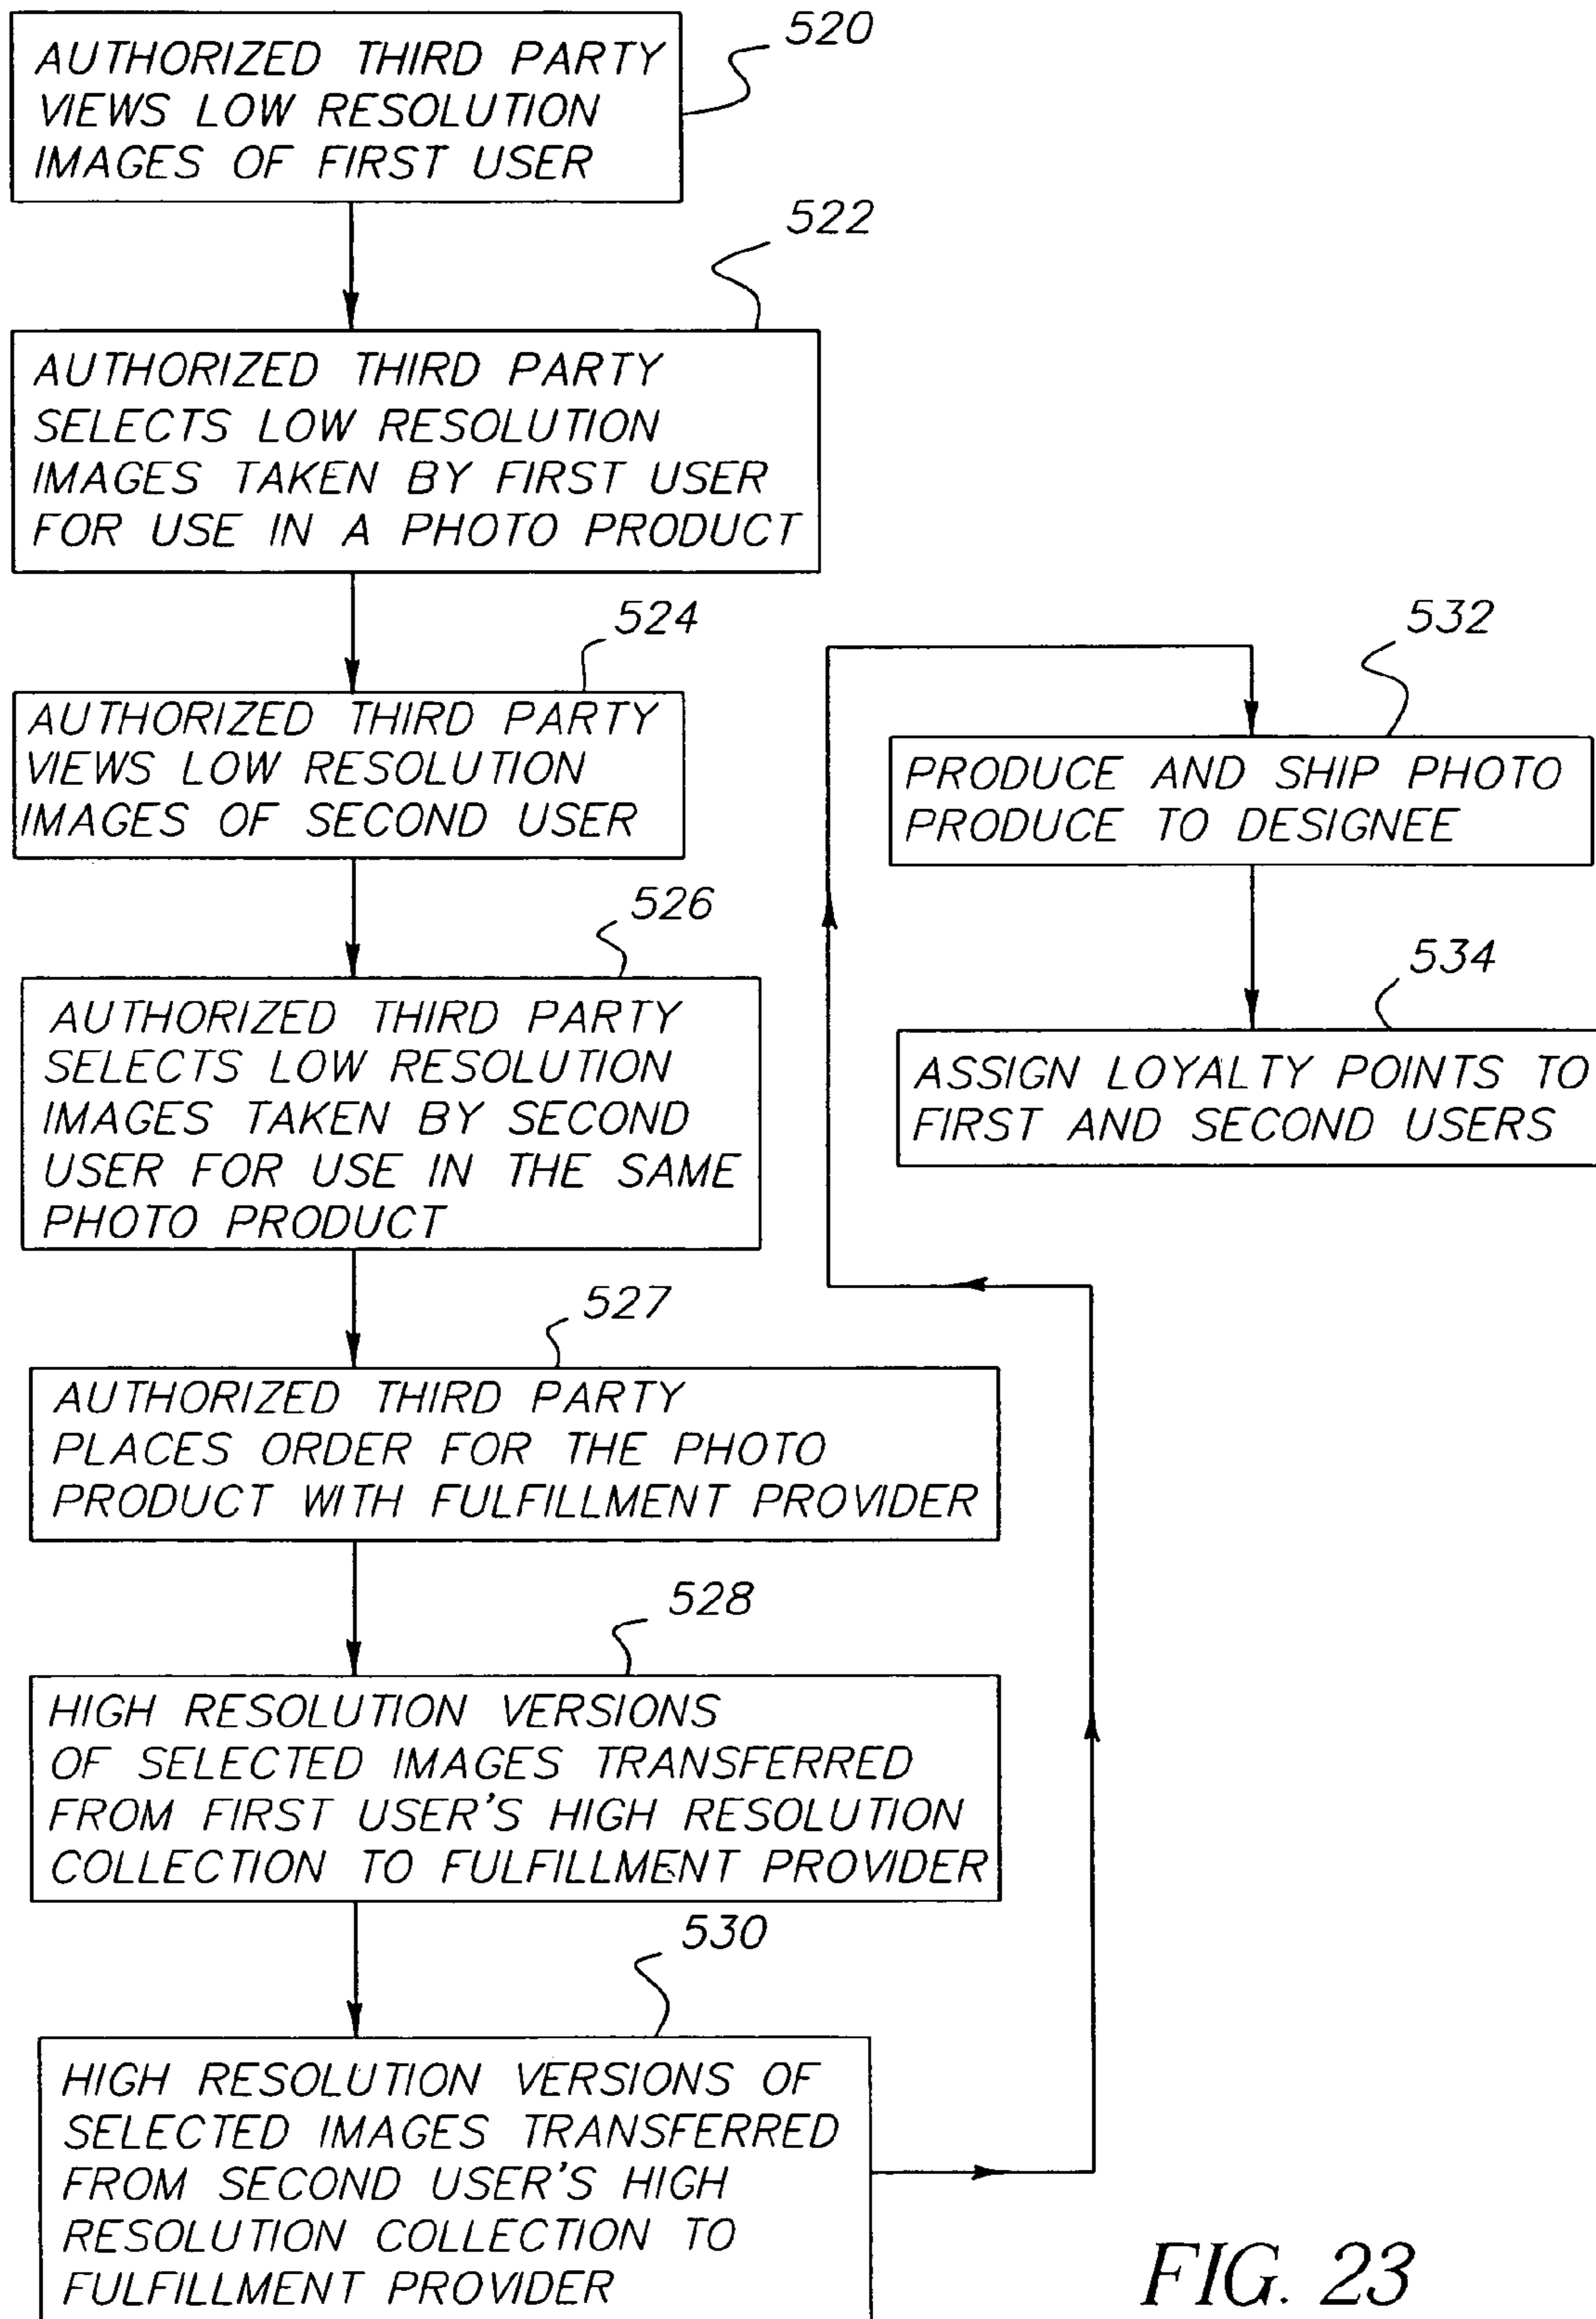 520
AUTHORIZED THIRD PARTY
VIEWS LOW RESOLUTION
IMAGES OF FIRST USER
522
AUTHORIZED THIRD PARTY
SELECTS LOW RESOLUTION
IMAGES TAKEN BY FIRST USER
FOR USE IN A PHOTO PRODUCT
524
AUTHORIZED THIRD PARTY
VIEWS LOW RESOLUTION
IMAGES OF SECOND USER
526
AUTHORIZED THIRD PARTY
SELECTS LOW RESOLUTION
IMAGES TAKEN BY SECOND
USER FOR USE IN THE SAME
PHOTO PRODUCT
527
AUTHORIZED THIRD PARTY
PLACES ORDER FOR THE PHOTO
PRODUCT WITH FULFILLMENT PROVIDER
528
HIGH RESOLUTION VERSIONS
OF SELECTED IMAGES TRANSFERRED
FROM FIRST USER'S HIGH RESOLUTION
COLLECTION TO FULFILLMENT PROVIDER
530
HIGH RESOLUTION VERSIONS OF
SELECTED IMAGES TRANSFERRED
FROM SECOND USER'S HIGH
RESOLUTION COLLECTION TO
FULFILLMENT PROVIDER
532
PRODUCE AND SHIP PHOTO
PRODUCE TO DESIGNEE
534
ASSIGN LOYALTY POINTS TO
FIRST AND SECOND USERS
FIG. 23